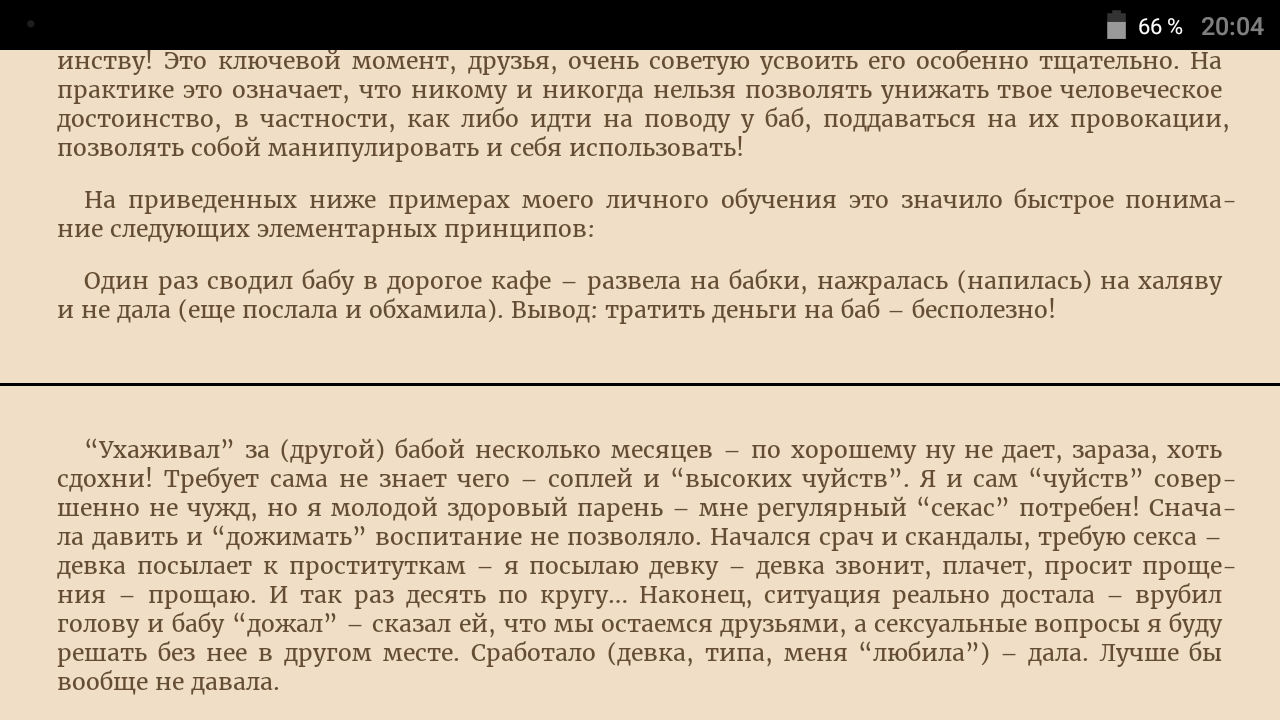 66 % 20:04
инству! Это ключевой момент, друзья, очень советую усвоить его особенно тщательно. На
практике это означает, что никому и никогда нельзя позволять унижать твое человеческое
достоинство, в частности, как либо идти на поводу у баб, поддаваться на их провокации,
позволять собой манипулировать и себя использовать!
На приведенных ниже примерах моего личного обучения это значило быстрое понима-
ние следующих элементарных принципов:
Один раз сводил бабу в дорогое кафе – развела на бабки, нажралась (напилась) на халяву
и не дала (еще послала и обхамила). Вывод: тратить деньги на баб – бесполезно!
“Ухаживал” за (другой) бабой несколько месяцев – по хорошему ну не дает, зараза, хоть
сдохни! Требует сама не знает чего – соплей и “высоких чуйств”. Я и сам “чуйств” совер-
шенно не чужд, но я молодой здоровый парень – мне регулярный “секас” потребен! Снача-
ла давить и “дожимать” воспитание не позволяло. Начался срач и скандалы, требую секса –
девка посылает к проституткам – я посылаю девку – девка звонит, плачет, просит проще-
ния – прощаю. И так раз десять по кругу... Наконец, ситуация реально достала – врубил
голову и бабу “дожал” – сказал ей, что мы остаемся друзьями, а сексуальные вопросы я буду
решать без нее в другом месте. Сработало (девка, типа, меня “любила”) – дала. Лучше бы
вообще не давала.